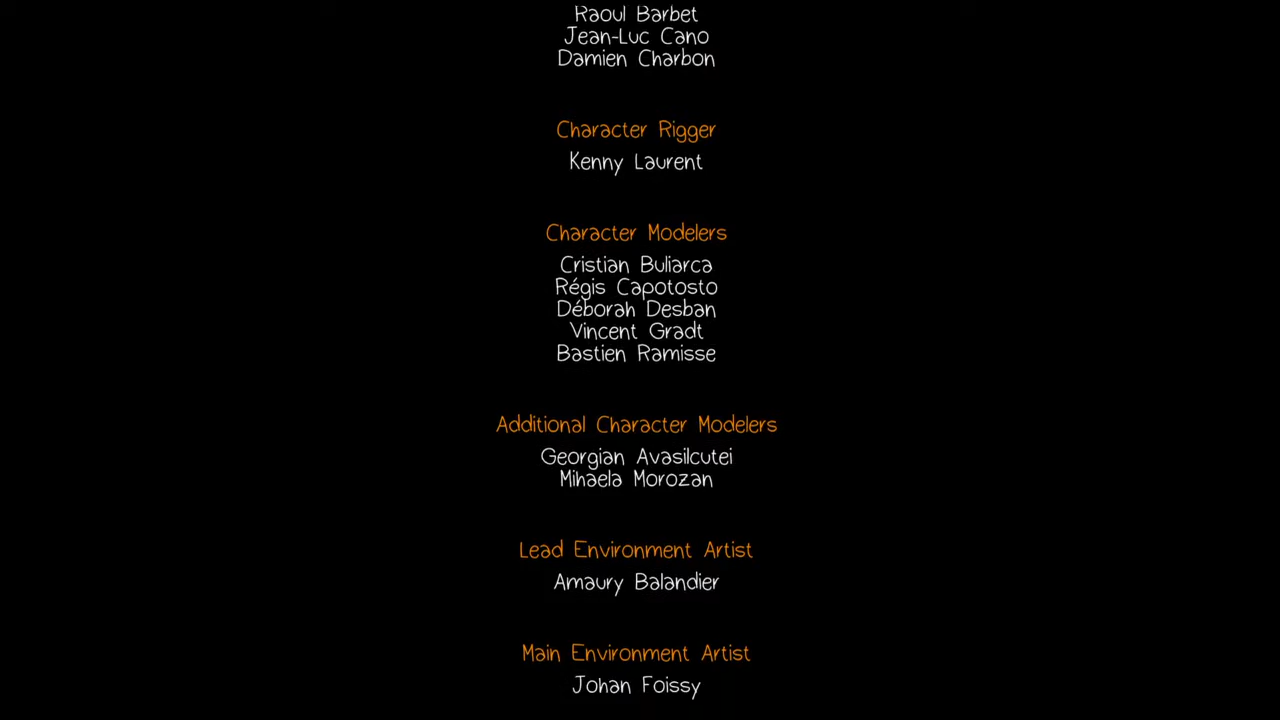 Raoul Barbet
Jean-Luc Cano
Damien Charbon
Character Rigger
Kenny Laurent
Character Modelers
Cristian Buliarca
Régis Capotosto
Déborah Desban
Vincent Gradt
Bastien Ramisse
Additional Character Modelers
Georgian Avasilcutei
Mihaela Morozan
Lead Environment Artist
Amaury Balandier
Main Environment Artist
Johan Foissy